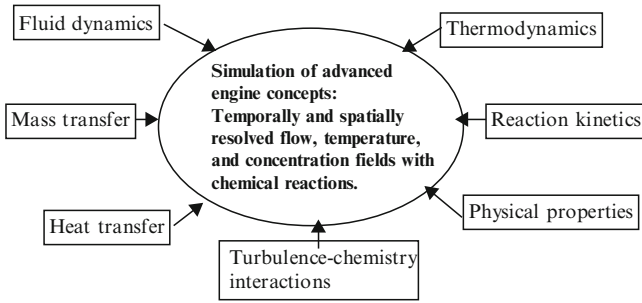 Fluid dynamics
Thermodynamics
Simulation of advanced
engine concepts:
Temporally and spatially
resolved flow, temperature,
and concentration fields with
chemical reactions.
Mass transfer
Reaction kinetics
Heat transfer
Physical properties
Turbulence-chemistry
interactions